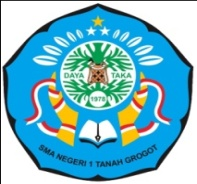 DAYA TAKA
1978
SMA NEGERI 1 TANAH GROGOT